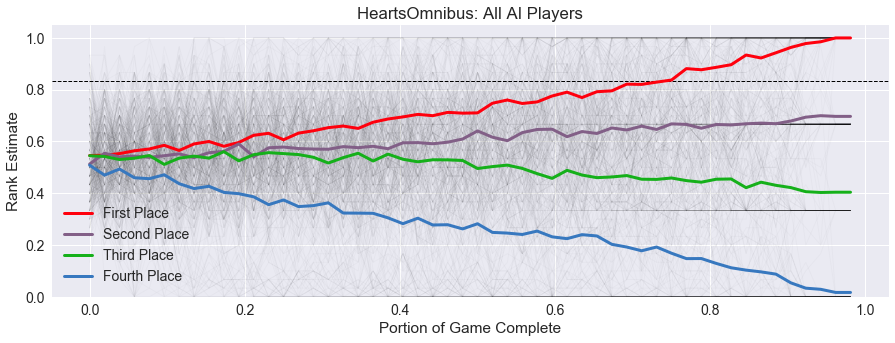 HeartsOmnibus: All AI Players
Rank Estimate
1.0
0.8
0.6
0.4
0.2
0.0
First Place
Second Place
Third Place
Fourth Place
0.0 0.2 0.4 0.6 0.8 1.0
Portion of Game Complete